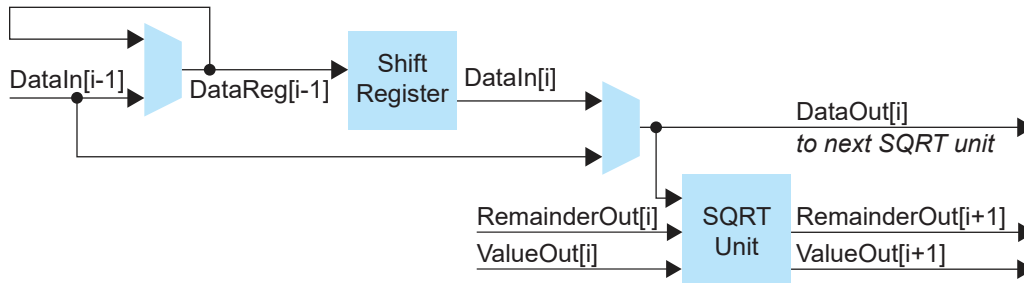 Shift
Register
DataIn[i-1]
DataReg[i-1]
DataIn[i]
DataOut[i]
to next SQRT unit
RemainderOut[i]
SQRT
Unit
RemainderOut[i+1]
ValueOut[i]
ValueOut[i+1]